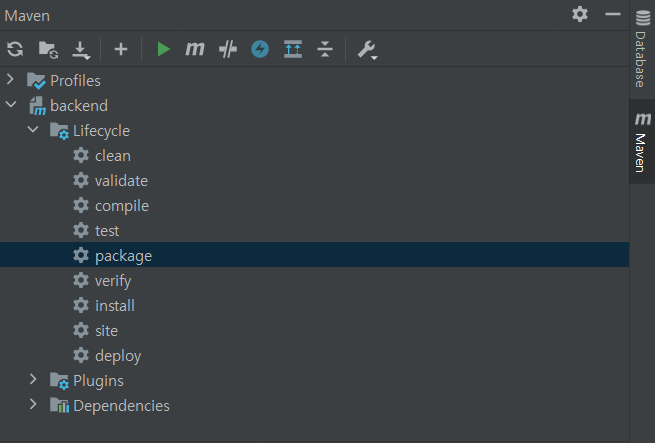 Maven
Profiles
backend
Lifecycle
clean
validate
compile
test
package
verify
install
site
deploy
Plugins
Dependencies
Database
Maven